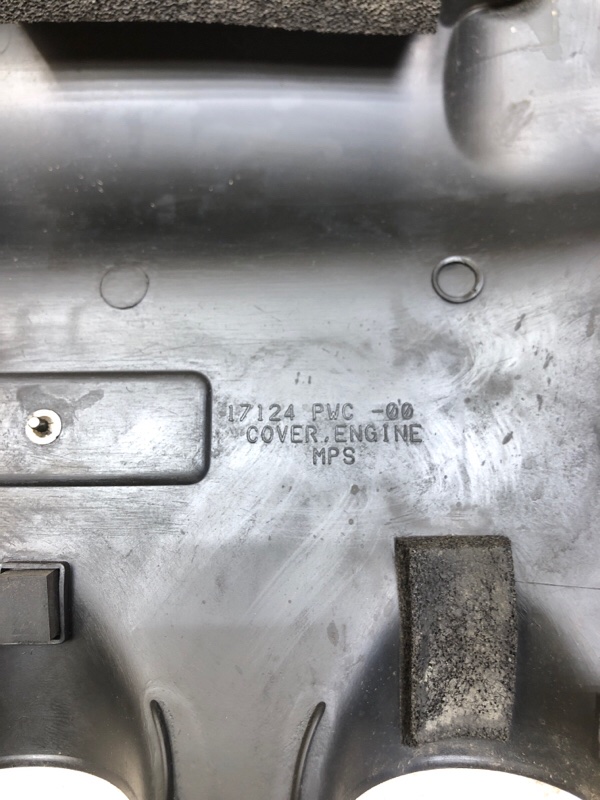 17124 PWC -00
COVER,ENGINE
MPS